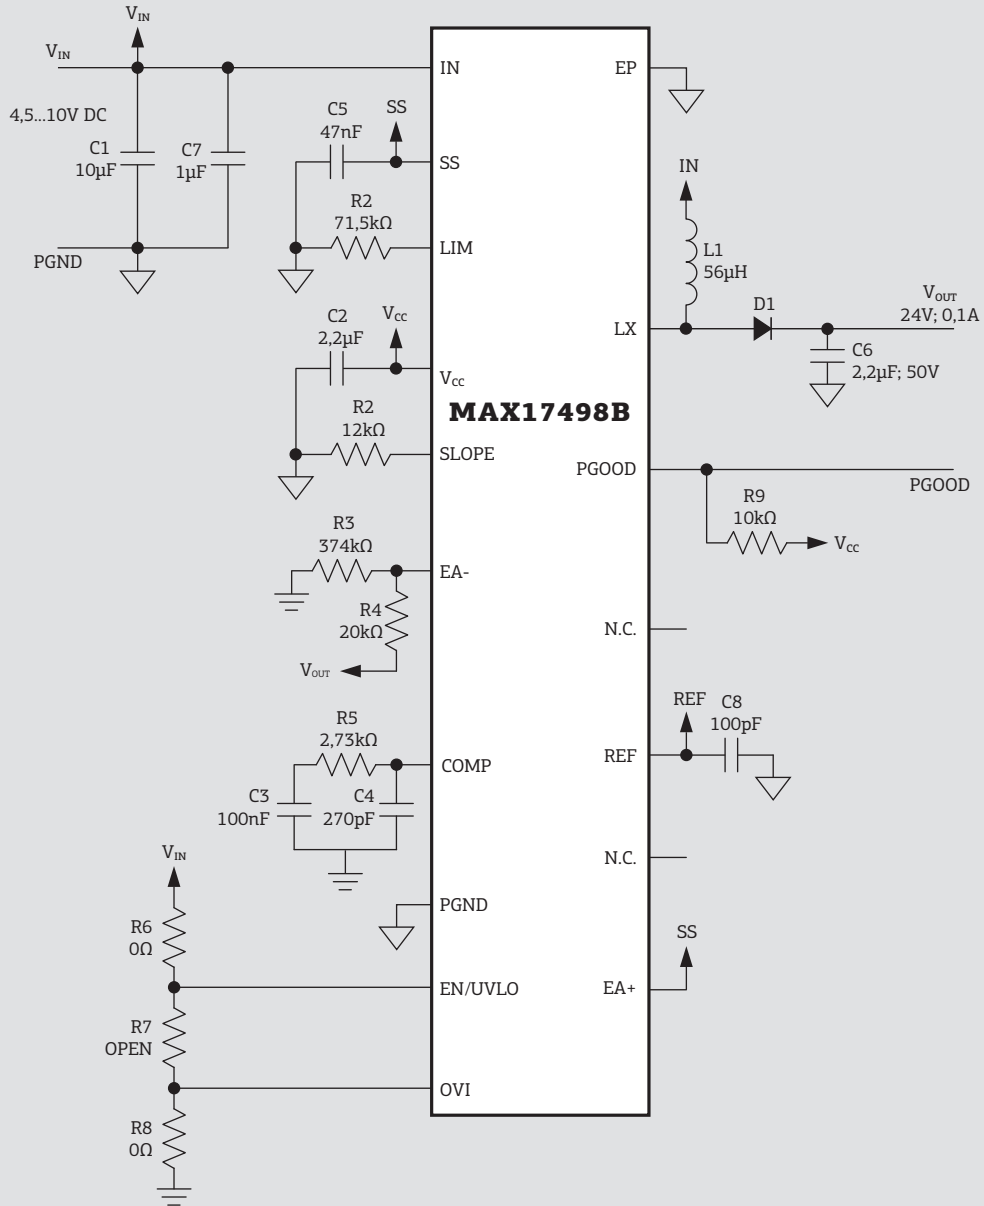 VIN
VIN
4,5...10V DC
C1
10µF
C7
1µF
PGND
IN
EP
C5
47nF
SS
SS
R2
71,5kΩ
LIM
IN
L1
56µH
LX
D1
VOUT
24V; 0,1A
C6
2,2µF; 50V
C2
2,2µF
VCC
VCC
MAX17498B
R2
12kΩ
SLOPE
PGOOD
PGOOD
R9
10kΩ
VCC
R3
374kΩ
EA-
R4
20kΩ
VOUT
N.C.
REF
C8
100pF
REF
R5
2,73kΩ
COMP
C3
100nF
C4
270pF
N.C.
VIN
PGND
R6
0Ω
EN/UVLO
SS
EA+
R7
OPEN
OVI
R8
0Ω